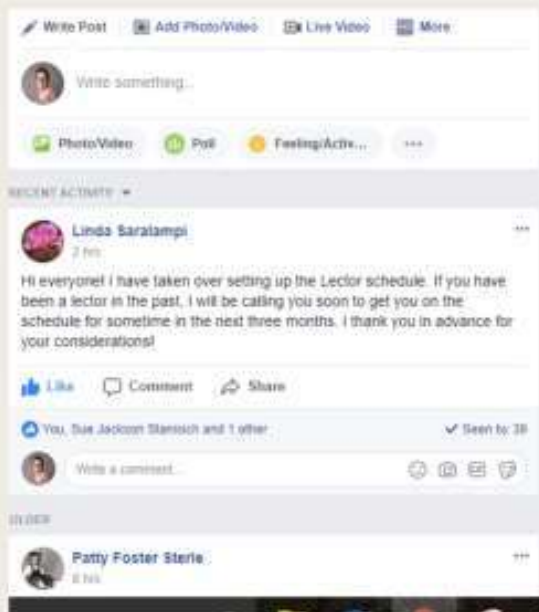 Write Post Add Photo/Video Live Video More
Write something...
Photo/Video Poll Feeling/Activ...
RECENT ACTIVITY
Linda Saralampi
2 hrs
Hi everyone! I have taken over setting up the Lector schedule. If you have
been a lector in the past, I will be calling you soon to get you on the
schedule for sometime in the next three months. I thank you in advance for
your considerations!
Like Comment Share
You, Sue Jackson and 1 other Seen by 38
Write a comment...
OLDER
Patty Foster Sterle
8 hrs